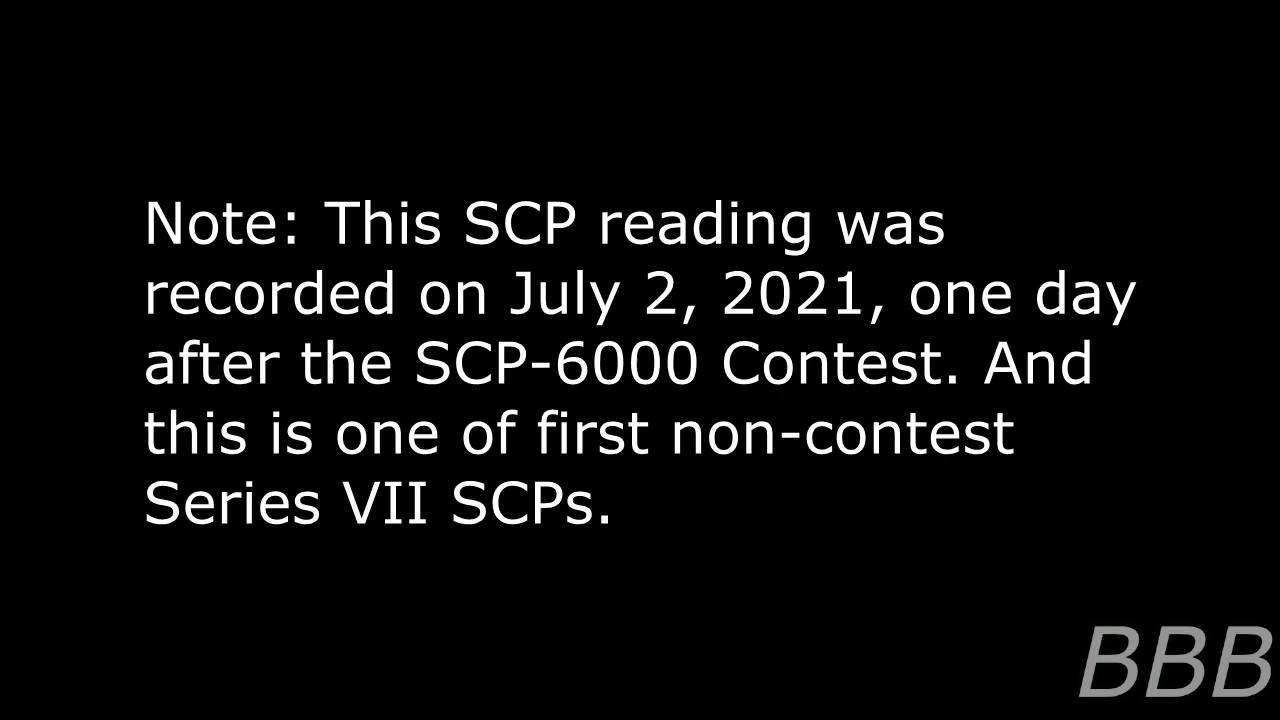 Note: This SCP reading was
recorded on July 2, 2021, one day
after the SCP-6000 Contest. And
this is one of first non-contest
Series VII SCPs.
BBB